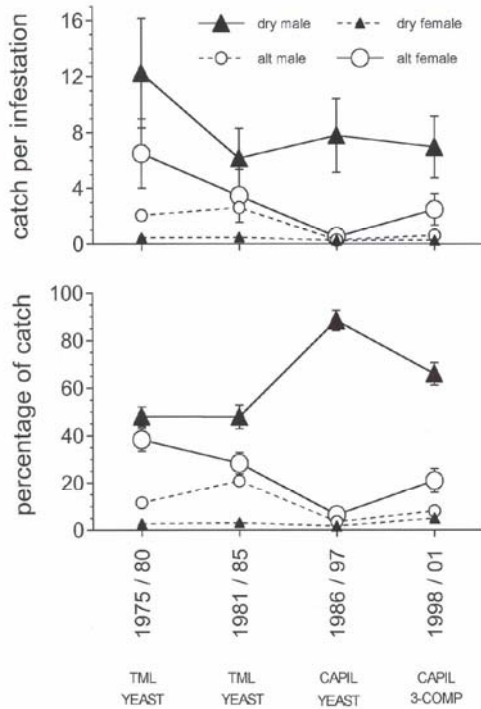 dry male
dry female
alt male
alt female
catch per infestation
16
12
8
4
0
percentage of catch
100
80
60
40
20
0
1975 / 80
1981 / 85
1986 / 97
1998 / 01
TML
YEAST
TML
YEAST
CAPIL
YEAST
CAPIL
3-COMP